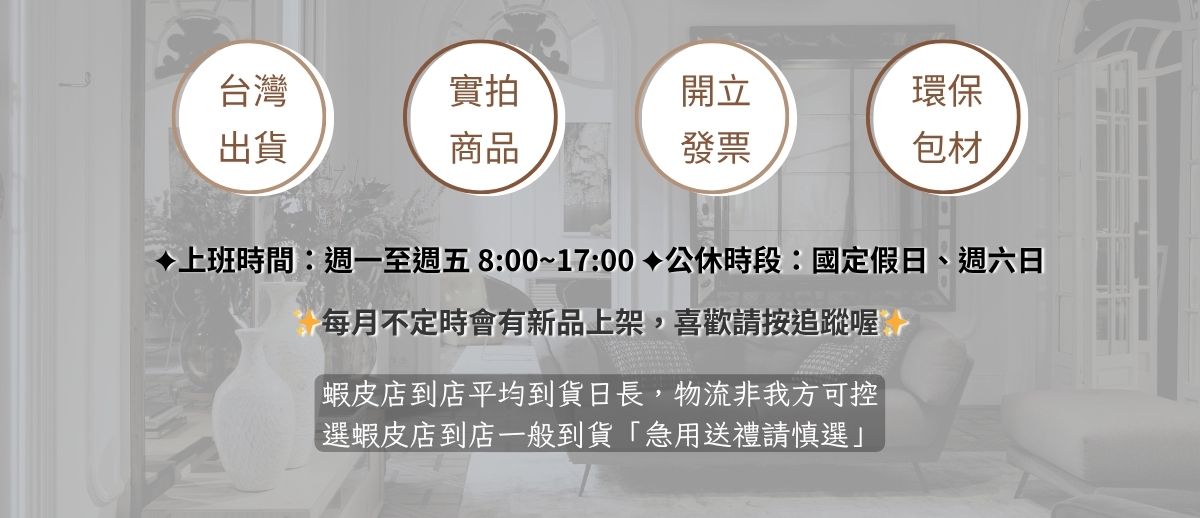 台灣
出貨
實拍
商品
開立
發票
環保
包材
✦上班時間：週一至週五 8:00~17:00 ✦公休時段：國定假日、週六日
✨每月不定時會有新品上架，喜歡請按追蹤喔✨
蝦皮店到店平均到貨日長，物流非我方可控
選蝦皮店到店一般到貨「急用送禮請慎選」